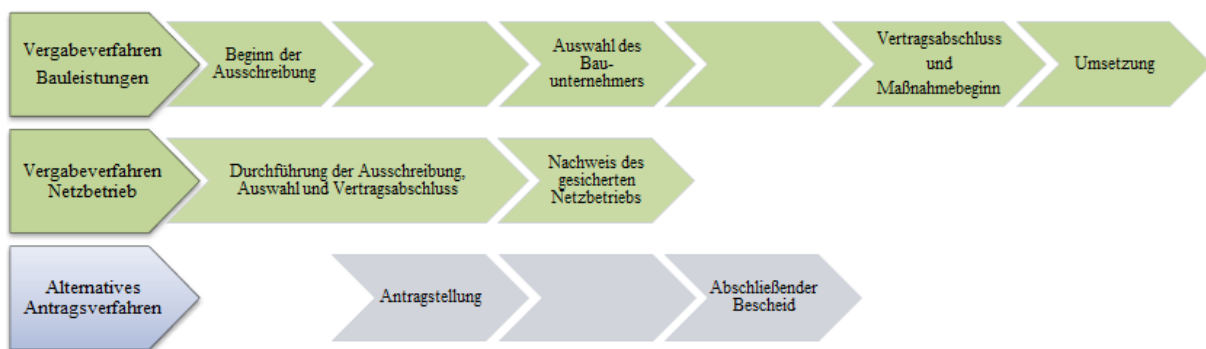 Vergabeverfahren
Bauleistungen
Beginn der
Ausschreibung
Auswahl des
Bau-
unternehmers
Vertragsabschluss
und
Maßnahmebeginn
Umsetzung
Vergabeverfahren
Netzbetrieb
Durchführung der Ausschreibung,
Auswahl und Vertragsabschluss
Nachweis des
gesicherten
Netzbetriebs
Alternatives
Antragsverfahren
Antragstellung
Abschließender
Bescheid